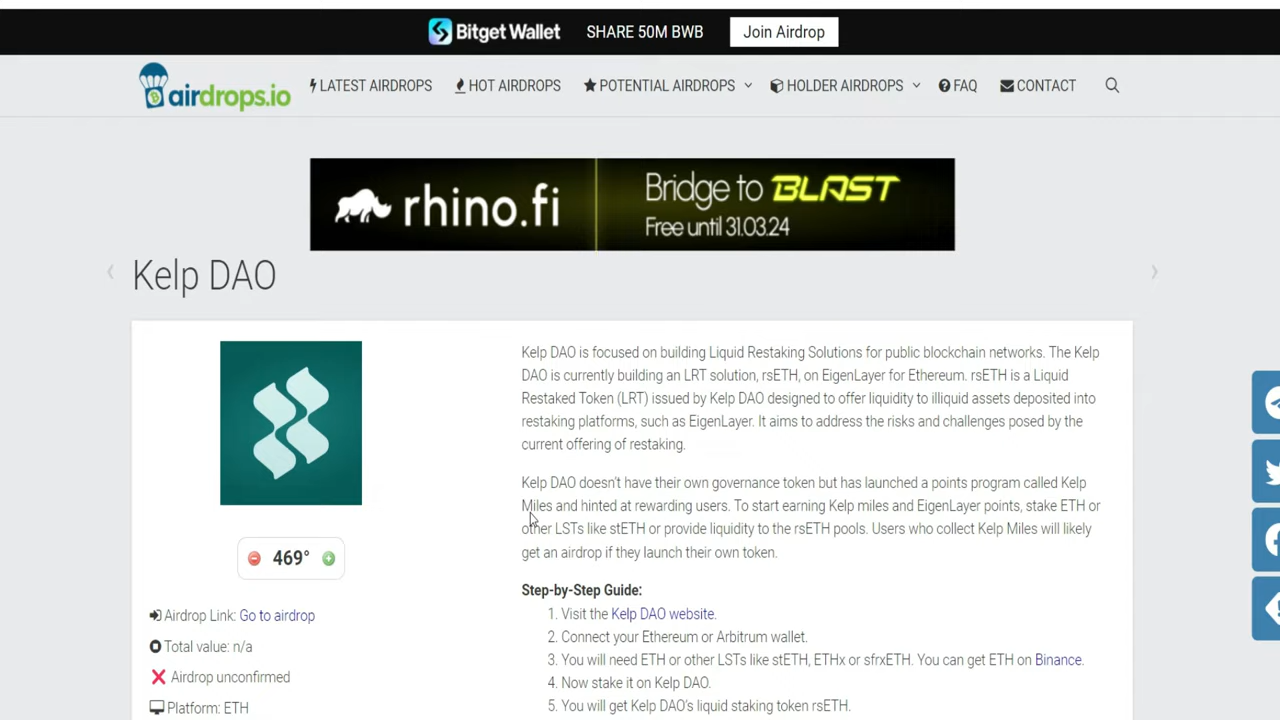 Bitget Wallet SHARE 50M BWB Join Airdrop
airdrops.io LATEST AIRDROPS HOT AIRDROPS POTENTIAL AIRDROPS HOLDER AIRDROPS FAQ CONTACT
rhino.fi
Bridge to BLAST
Free until 31.03.24
Kelp DAO
Kelp DAO is focused on building Liquid Restaking Solutions for public blockchain networks. The Kelp
DAO is currently building an LRT solution, rsETH, on EigenLayer for Ethereum. rsETH is a Liquid
Restaked Token (LRT) issued by Kelp DAO designed to offer liquidity to illiquid assets deposited into
restaking platforms, such as EigenLayer. It aims to address the risks and challenges posed by the
current offering of restaking.
Kelp DAO doesn't have their own governance token but has launched a points program called Kelp
Miles and hinted at rewarding users. To start earning Kelp miles and EigenLayer points, stake ETH or
other LSTs like stETH or provide liquidity to the rsETH pools. Users who collect Kelp Miles will likely
get an airdrop if they launch their own token.
469°
Airdrop Link: Go to airdrop
Total value: n/a
Airdrop unconfirmed
Platform: ETH
Step-by-Step Guide:
1. Visit the Kelp DAO website.
2. Connect your Ethereum or Arbitrum wallet.
3. You will need ETH or other LSTs like stETH, ETHx or sfrxETH. You can get ETH on Binance.
4. Now stake it on Kelp DAO.
5. You will get Kelp DAO's liquid staking token rsETH.